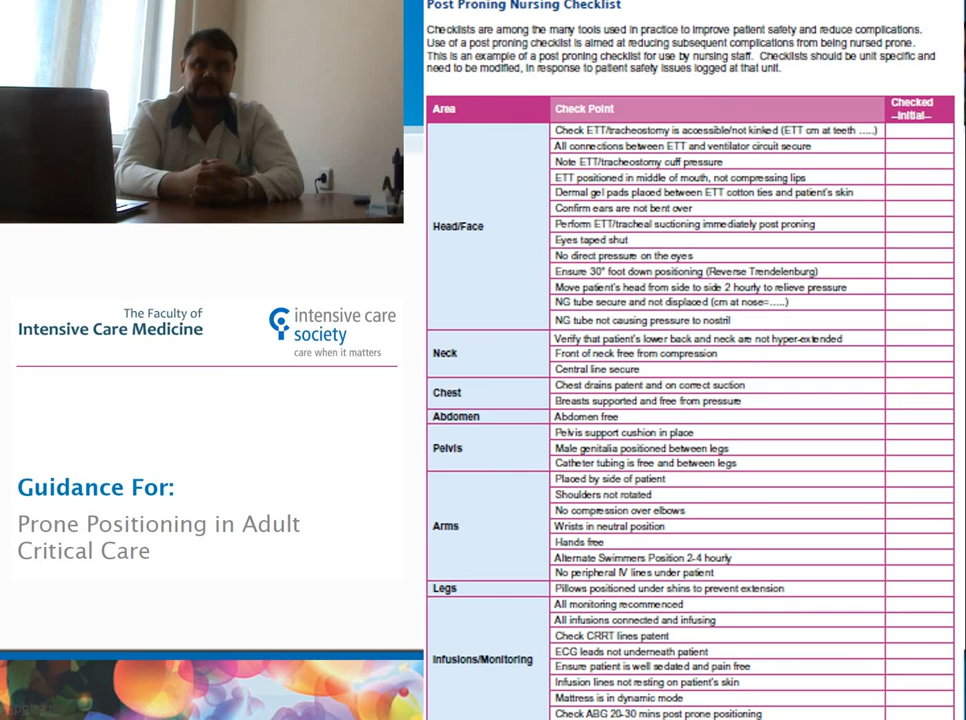 The Faculty of
Intensive Care Medicine
intensive care
society
care when it matters
Guidance For:
Prone Positioning in Adult
Critical Care
Post Proning Nursing Checklist
Checklists are among the many tools used in practice to improve patient safety and reduce complications.
Use of a post proning checklist is aimed at reducing subsequent complications from being nursed prone.
This is an example of a post proning checklist for use by nursing staff. Checklists should be unit specific and
need to be modified, in response to patient safety issues logged at that unit.
Area
Check Point
Checked
–Initial–
Head/Face
Check ETT/tracheostomy is accessible/not kinked (ETT cm at teeth .....)
All connections between ETT and ventilator circuit secure
Note ETT/tracheostomy cuff pressure
ETT positioned in middle of mouth, not compressing lips
Dermal gel pads placed between ETT cotton ties and patient's skin
Confirm ears are not bent over
Perform ETT/tracheal suctioning immediately post proning
Eyes taped shut
No direct pressure on the eyes
Ensure 30° foot down positioning (Reverse Trendelenburg)
Move patient's head from side to side 2 hourly to relieve pressure
NG tube secure and not displaced (cm at nose=.....)
NG tube not causing pressure to nostril
Neck
Verify that patient's lower back and neck are not hyper-extended
Front of neck free from compression
Central line secure
Chest
Chest drains patent and on correct suction
Breasts supported and free from pressure
Abdomen
Abdomen free
Pelvis
Pelvis support cushion in place
Male genitalia positioned between legs
Catheter tubing is free and between legs
Arms
Placed by side of patient
Shoulders not rotated
No compression over elbows
Wrists in neutral position
Hands free
Alternate Swimmers Position 2-4 hourly
No peripheral IV lines under patient
Legs
Pillows positioned under shins to prevent extension
Infusions/Monitoring
All monitoring recommenced
All infusions connected and infusing
Check CRRT lines patent
ECG leads not underneath patient
Ensure patient is well sedated and pain free
Infusion lines not resting on patient's skin
Mattress is in dynamic mode
Check ABG 20-30 mins post prone positioning